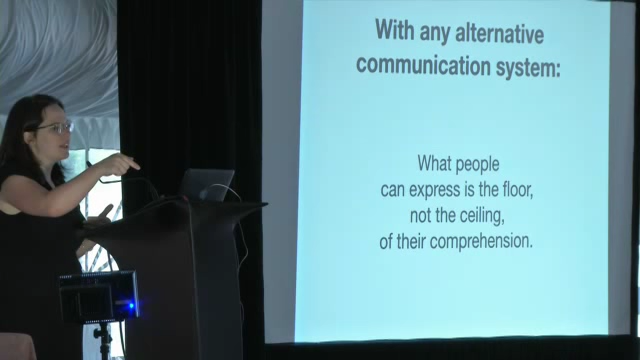 With any alternative
communication system:
What people
can express is the floor,
not the ceiling,
of their comprehension.